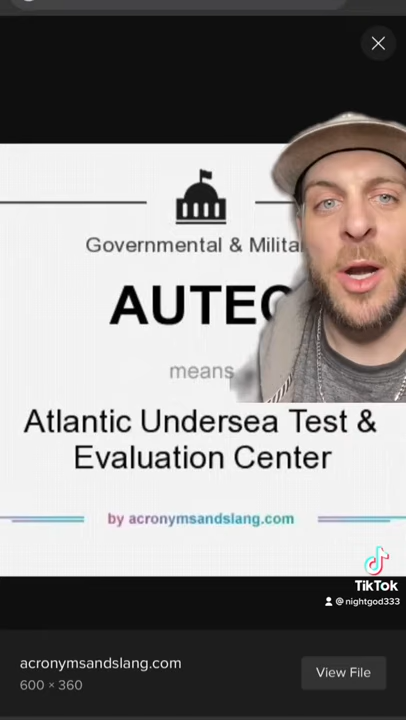 Governmental & Milita
AUTEC
means
Atlantic Undersea Test &
Evaluation Center
by acronymsandslang.com
TikTok
@nightgod333
acronymsandslang.com
600 × 360
View File